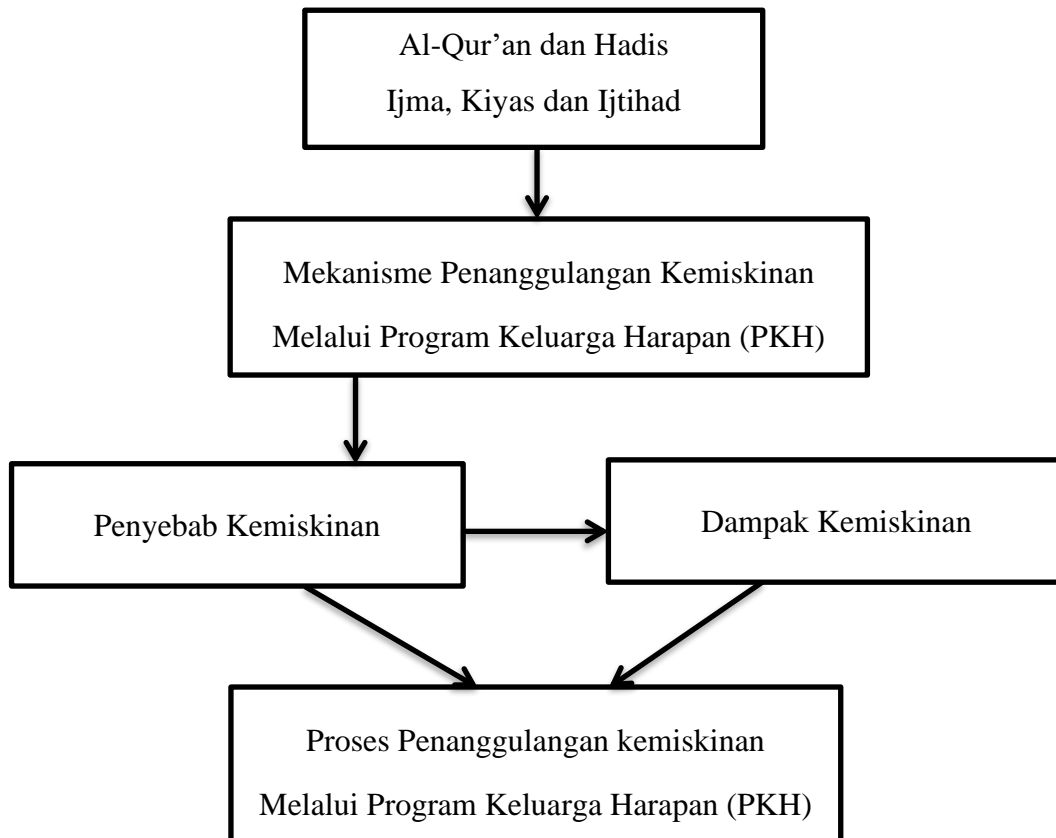 Al-Qur’an dan Hadis
Ijma, Kiyas dan Ijtihad
Mekanisme Penanggulangan Kemiskinan
Melalui Program Keluarga Harapan (PKH)
Penyebab Kemiskinan
Dampak Kemiskinan
Proses Penanggulangan kemiskinan
Melalui Program Keluarga Harapan (PKH)